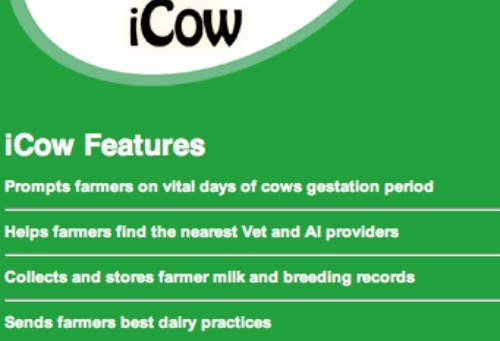 iCow
iCow Features
Prompts farmers on vital days of cows gestation period
Helps farmers find the nearest Vet and AI providers
Collects and stores farmer milk and breeding records
Sends farmers best dairy practices